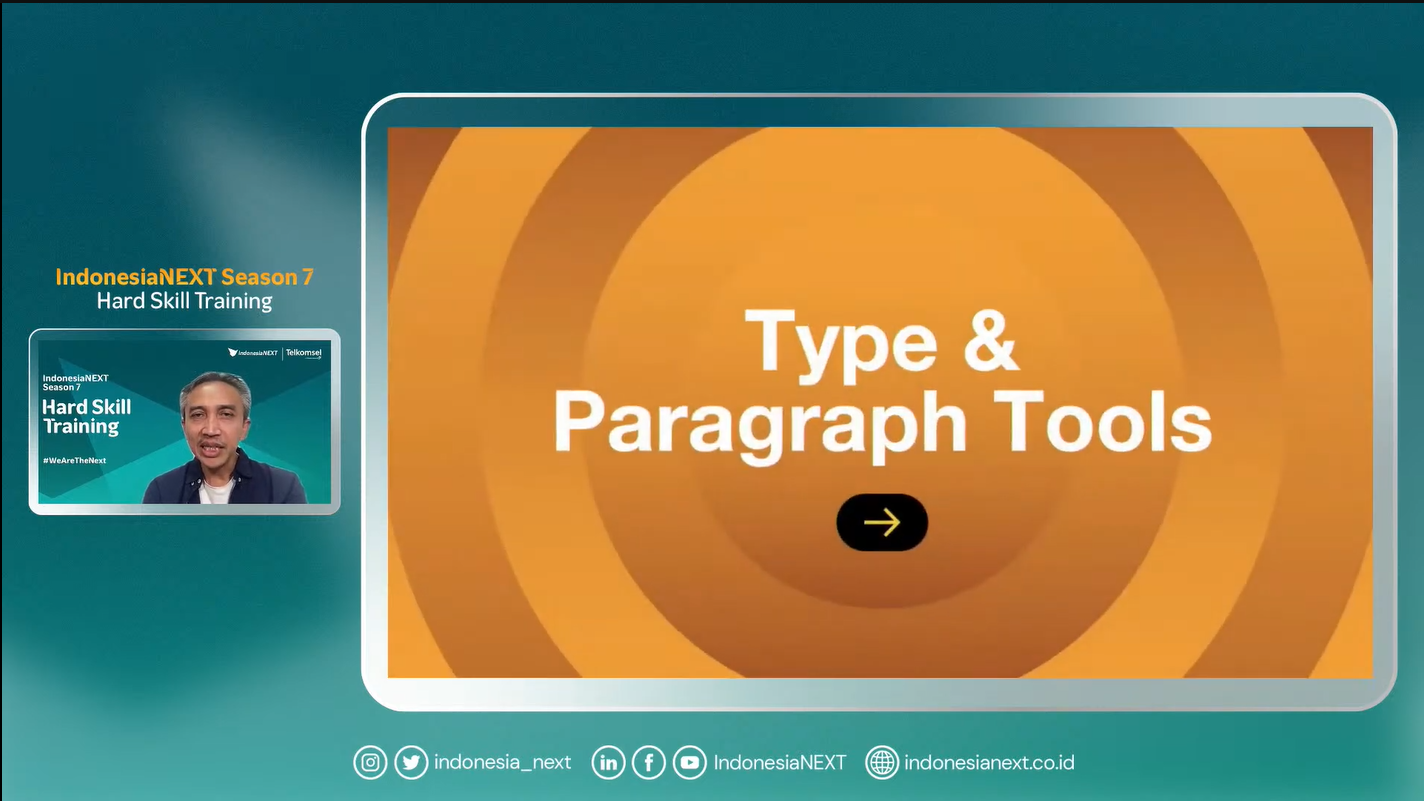 IndonesiaNEXT Season 7
Hard Skill Training
IndonesiaNEXT
Telkomsel
IndonesiaNEXT
Season 7
Hard Skill
Training
#WeAreTheNext
Type &
Paragraph Tools
indonesia_next
IndonesiaNEXT
indonesianext.co.id